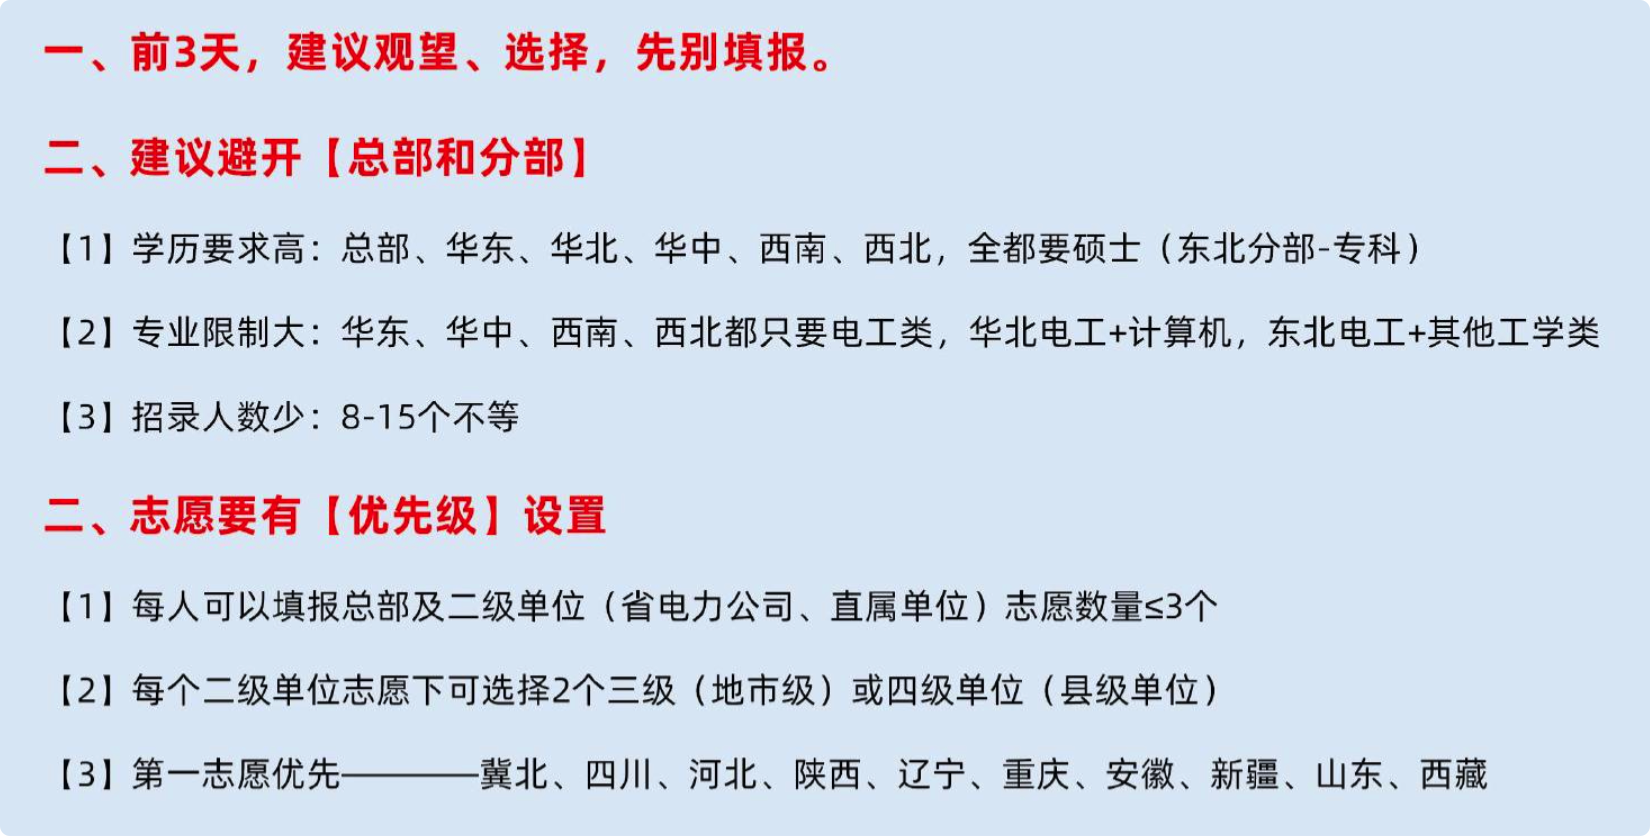 一、前3天，建议观望、选择，先别填报。
二、建议避开【总部和分部】
【1】学历要求高：总部、华东、华北、华中、西南、西北，全都要硕士（东北分部-专科）
【2】专业限制大：华东、华中、西南、西北都只要电工类，华北电工+计算机，东北电工+其他工学类
【3】招录人数少：8-15个不等
二、志愿要有【优先级】设置
【1】每人可以填报总部及二级单位（省电力公司、直属单位）志愿数量≤3个
【2】每个二级单位志愿下可选择2个三级（地市级）或四级单位（县级单位）
【3】第一志愿优先————冀北、四川、河北、陕西、辽宁、重庆、安徽、新疆、山东、西藏